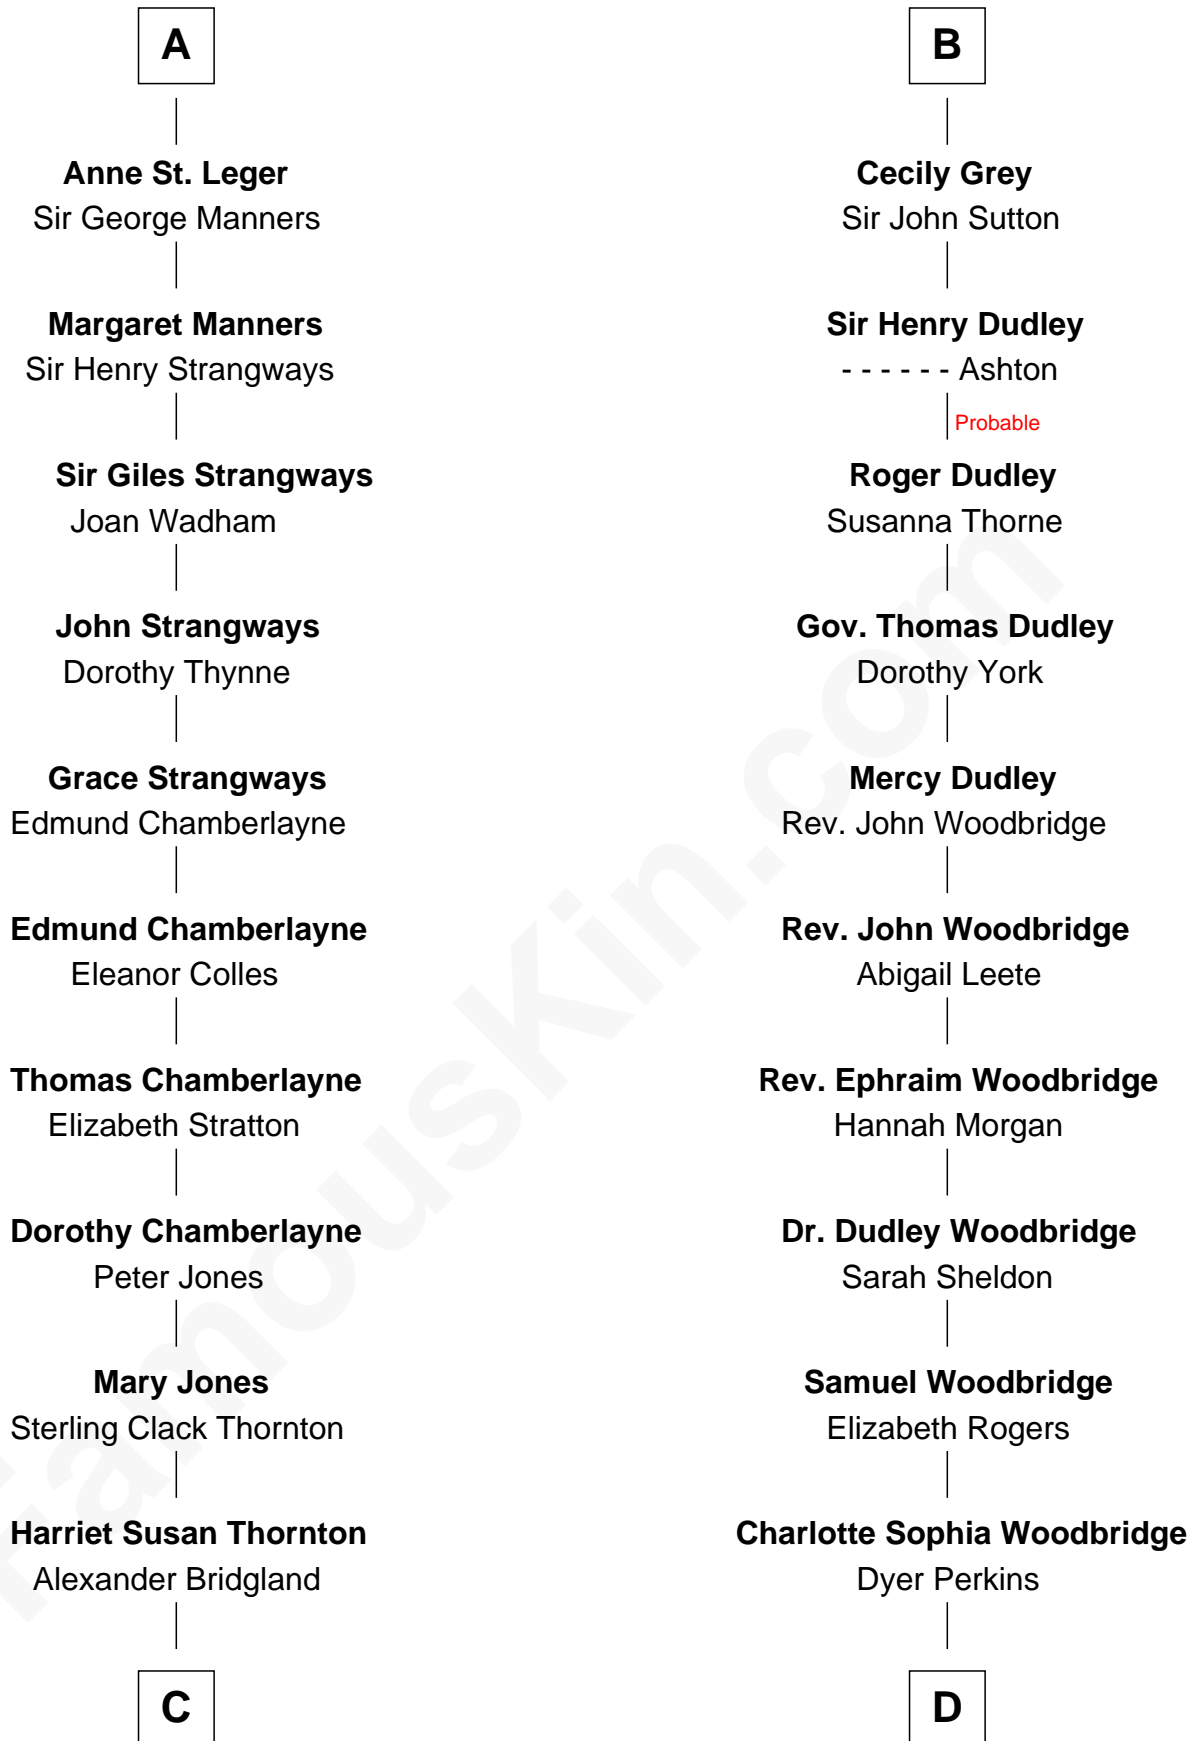 A
Anne St. Leger
Sir George Manners
Margaret Manners
Sir Henry Strangways
Sir Giles Strangways
Joan Wadham
John Strangways
Dorothy Thynne
Grace Strangways
Edmund Chamberlayne
Edmund Chamberlayne
Eleanor Colles
Thomas Chamberlayne
Elizabeth Stratton
Dorothy Chamberlayne
Peter Jones
Mary Jones
Sterling Clack Thornton
Harriet Susan Thornton
Alexander Bridgland
C
B
Cecily Grey
Sir John Sutton
Sir Henry Dudley
- - - - - - Ashton
Probable
Roger Dudley
Susanna Thorne
Gov. Thomas Dudley
Dorothy York
Mercy Dudley
Rev. John Woodbridge
Rev. John Woodbridge
Abigail Leete
Rev. Ephraim Woodbridge
Hannah Morgan
Dr. Dudley Woodbridge
Sarah Sheldon
Samuel Woodbridge
Elizabeth Rogers
Charlotte Sophia Woodbridge
Dyer Perkins
D
FamousKin.com